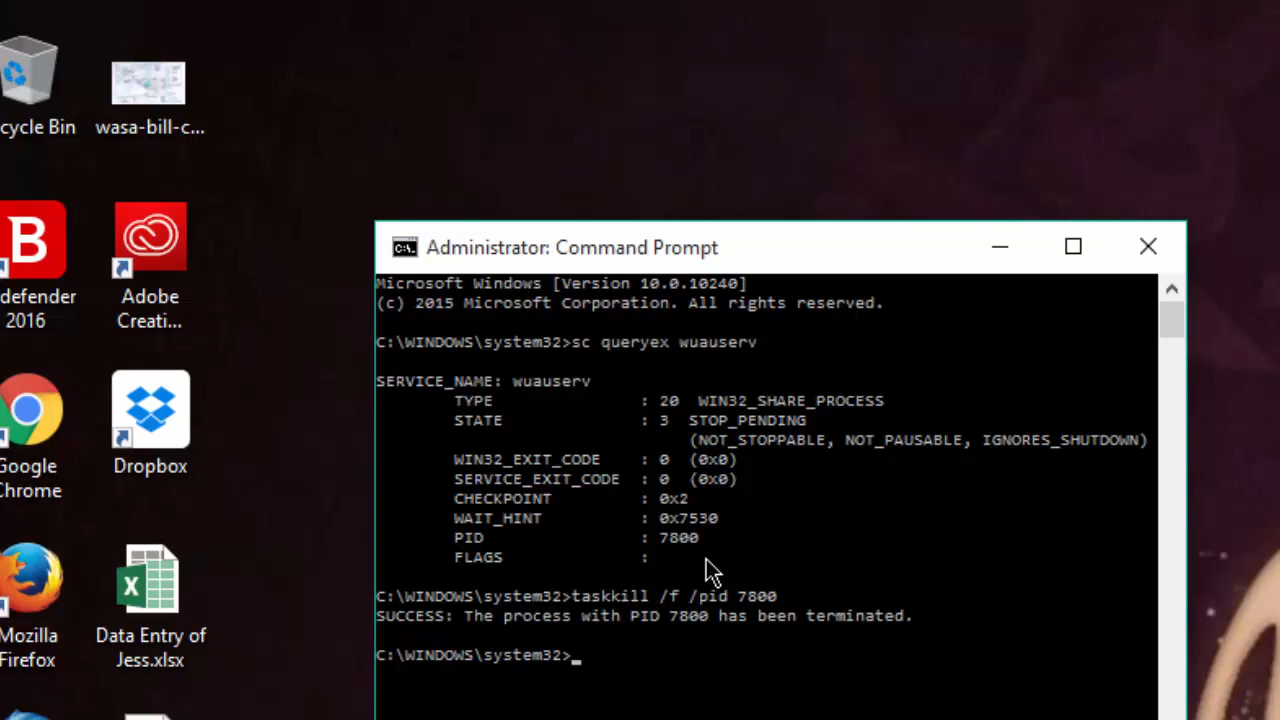 cycle Bin
wasa-bill-c...
B
defender
2016
Adobe
Creati...
Google
Chrome
Dropbox
Mozilla
Firefox
X
Data Entry of
Jess.xlsx
C:\.
Administrator: Command Prompt
Microsoft Windows [Version 10.0.10240]
(c) 2015 Microsoft Corporation. All rights reserved.
C:\WINDOWS\system32>sc queryex wuauserv
SERVICE_NAME: wuauserv
TYPE : 20 WIN32_SHARE_PROCESS
STATE : 3 STOP_PENDING
(NOT_STOPPABLE, NOT_PAUSABLE, IGNORES_SHUTDOWN)
WIN32_EXIT_CODE : 0 (0x0)
SERVICE_EXIT_CODE : 0 (0x0)
CHECKPOINT : 0x2
WAIT_HINT : 0x7530
PID : 7800
FLAGS :
C:\WINDOWS\system32>taskkill /f /pid 7800
SUCCESS: The process with PID 7800 has been terminated.
C:\WINDOWS\system32>_